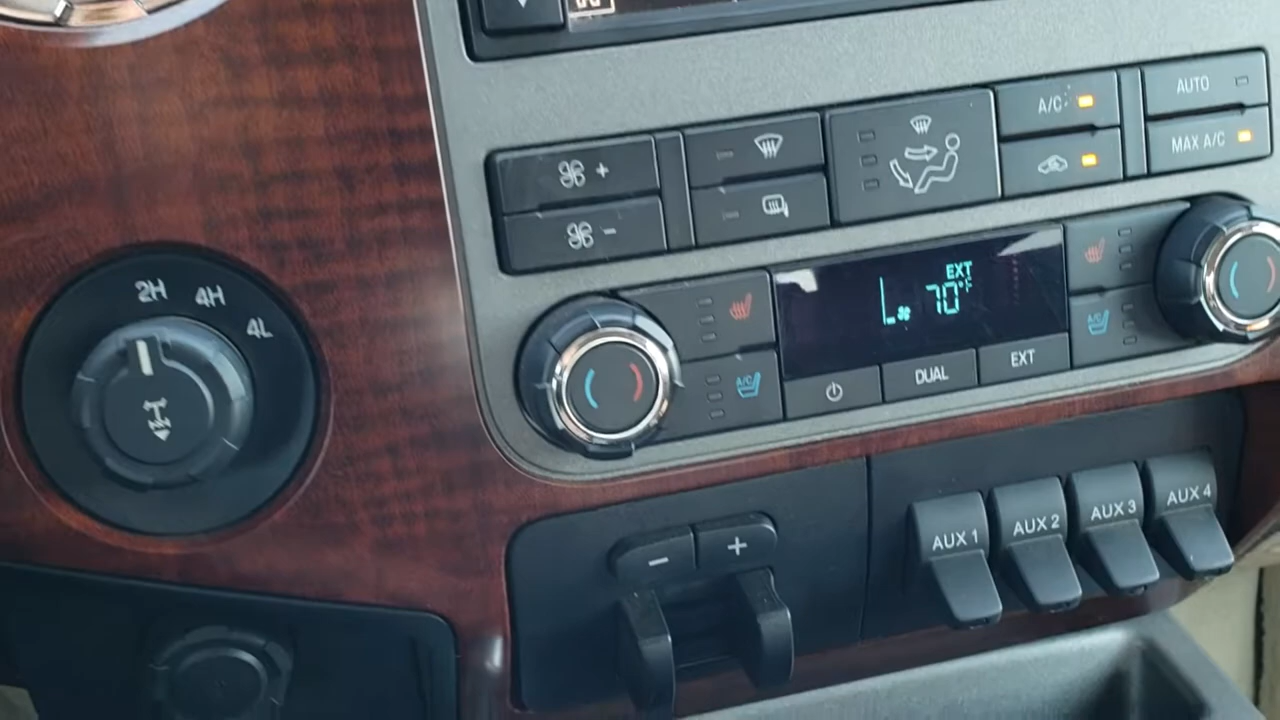 A/C
AUTO
MAX A/C
+
-
2H 4H 4L
EXT
70°F
A/C
A/C
DUAL
EXT
- +
AUX 1
AUX 2
AUX 3
AUX 4